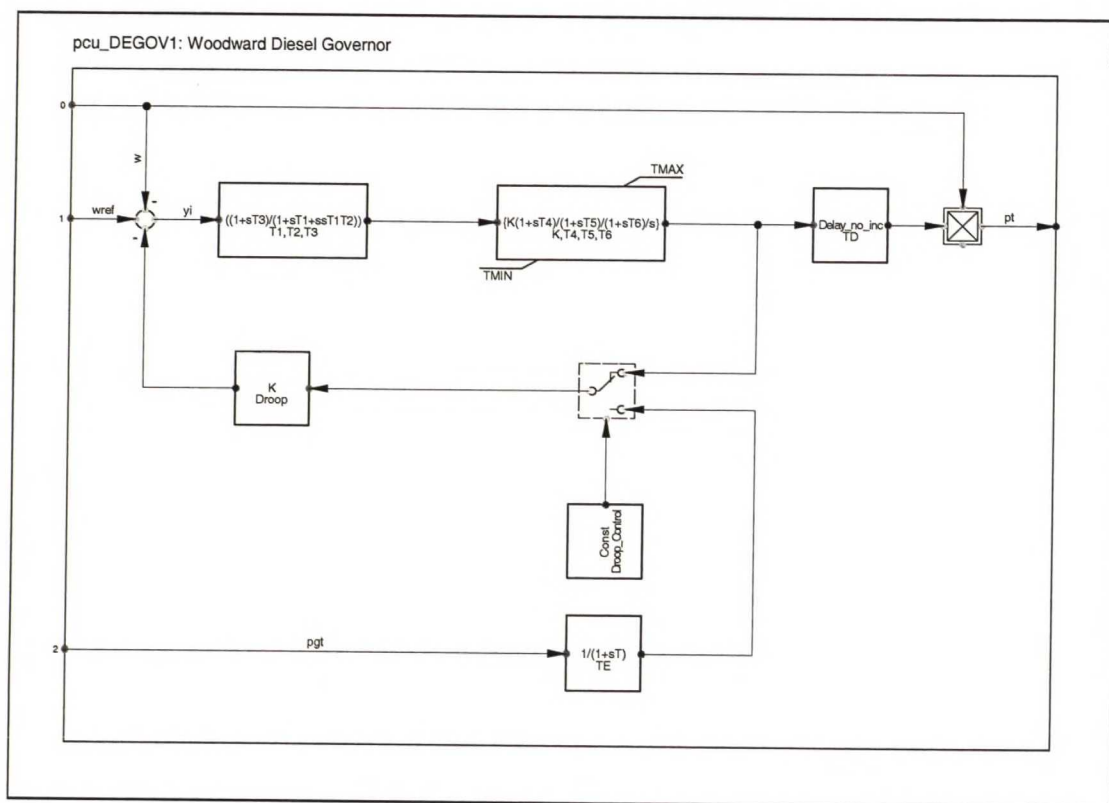 pcu_DEGOV1: Woodward Diesel Governor
0
w
TMAX
1
wref
-
-
yi
((1+sT3)/(1+sT1+ssT1T2))
T1,T2,T3
{K(1+sT4)/(1+sT5)/(1+sT6)/s}
K,T4,T5,T6
Delay_no_inc
TD
pt
TMIN
K
Droop
Const
Droop_Control
2
pgt
1/(1+sT)
TE